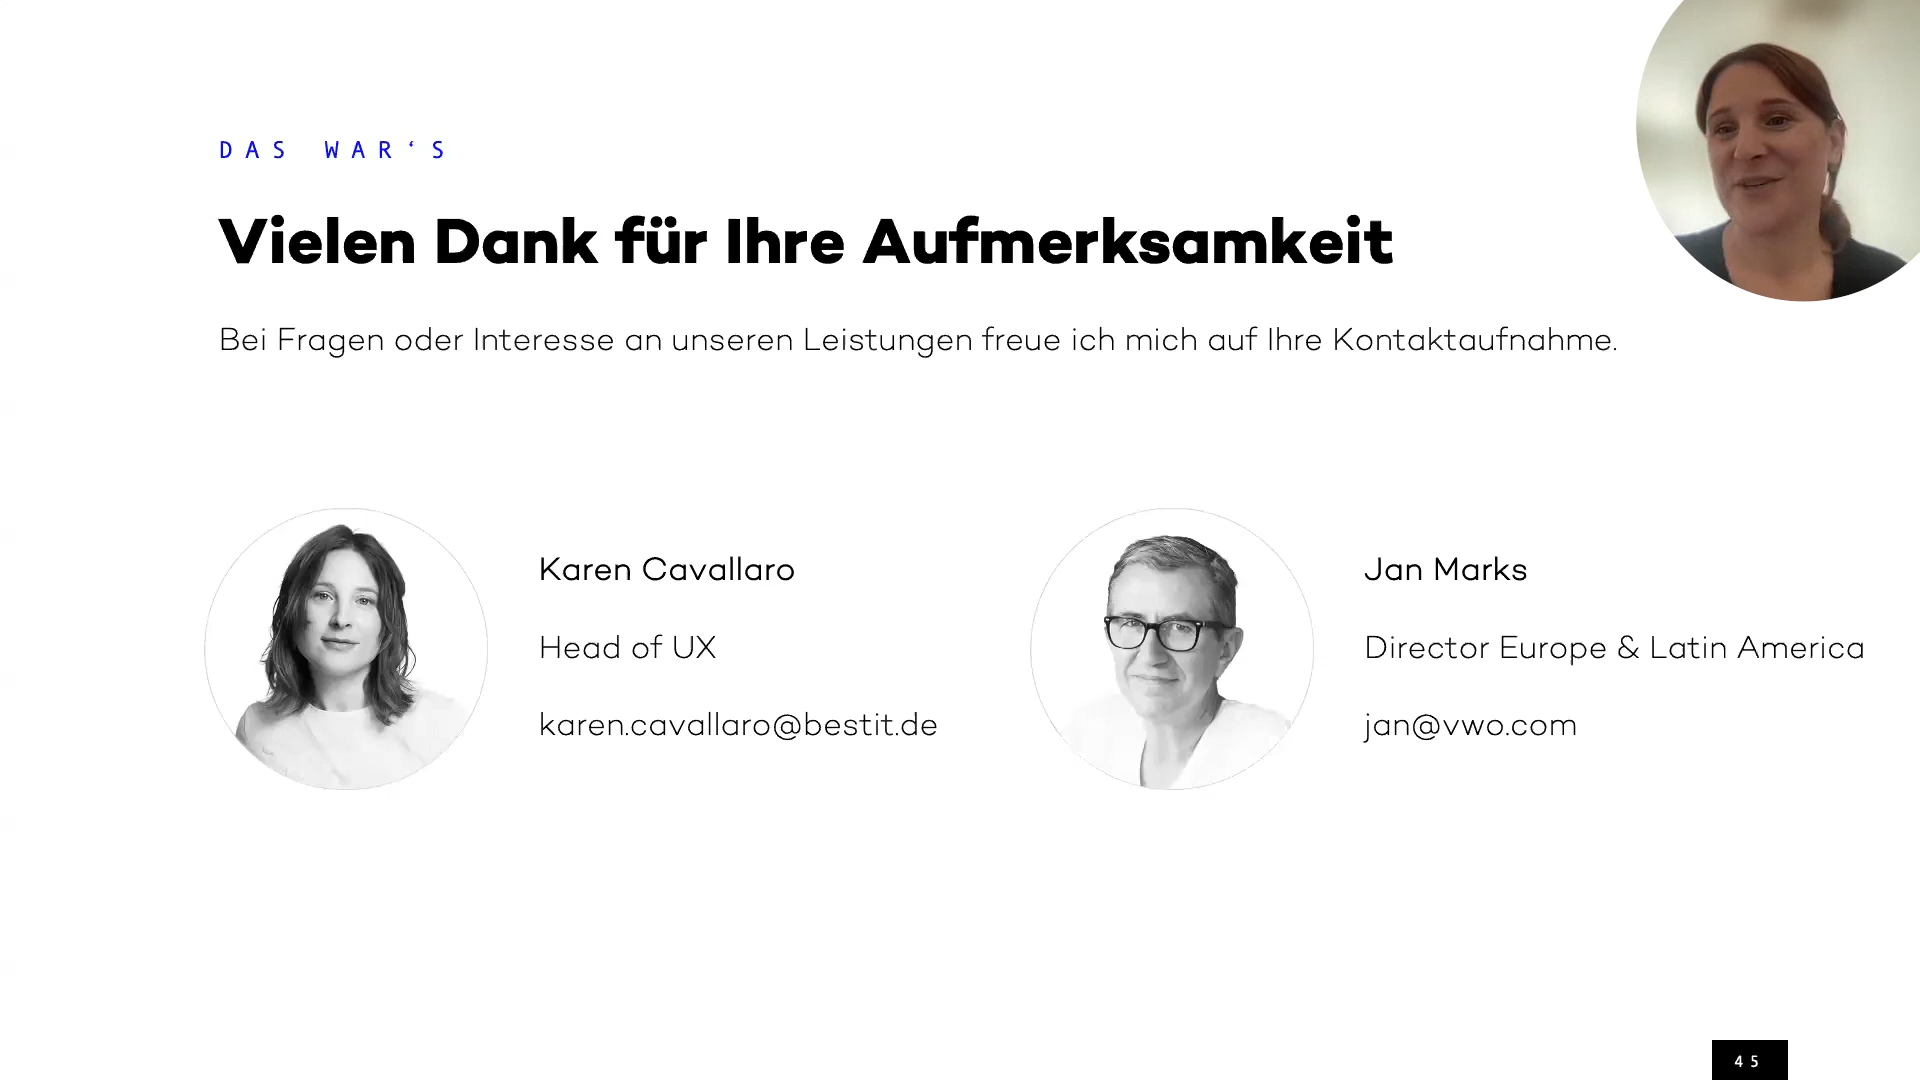 DAS WAR‘S
Vielen Dank für Ihre Aufmerksamkeit
Bei Fragen oder Interesse an unseren Leistungen freue ich mich auf Ihre Kontaktaufnahme.
Karen Cavallaro
Head of UX
karen.cavallaro@bestit.de
Jan Marks
Director Europe & Latin America
jan@vwo.com
45